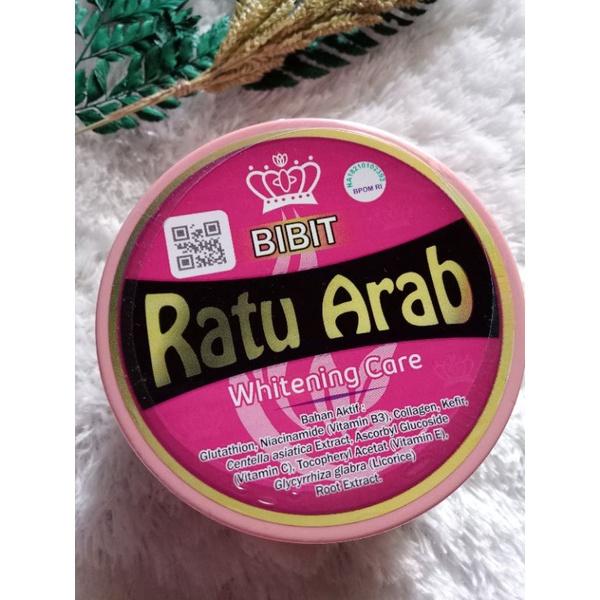 NA18210102393
BPOM RI
BIBIT
Ratu Arab
Whitening Care
Bahan Aktif :
Glutathion, Niacinamide (Vitamin B3), Collagen, Kefir,
Centella asiatica Extract, Ascorbyl Glucoside
(Vitamin C), Tocopheryl Acetat (Vitamin E),
Glycyrrhiza glabra (Licorice)
Root Extract.